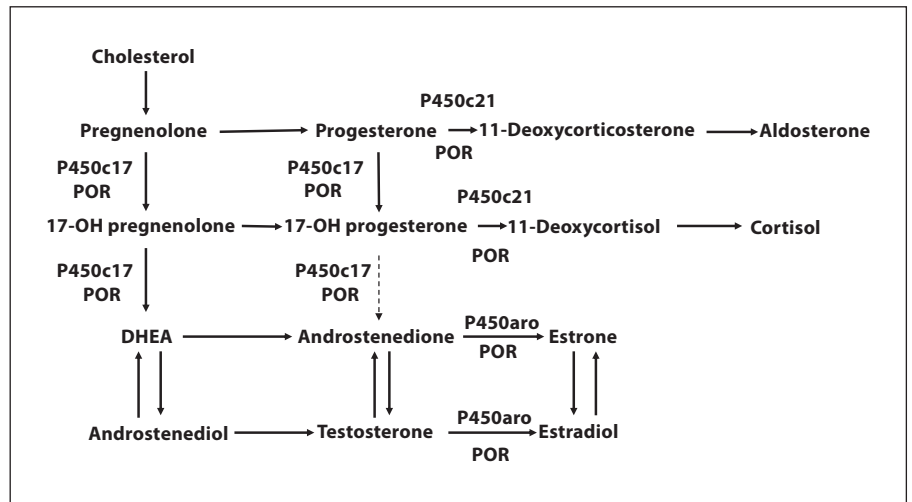 Cholesterol
P450c21
Pregnenolone Progesterone 11-Deoxycorticosterone Aldosterone
POR
P450c17 P450c17
POR POR
P450c21
17-OH pregnenolone 17-OH progesterone 11-Deoxycortisol Cortisol
POR
P450c17 P450c17
POR POR
P450aro
DHEA Androstenedione Estrone
POR
P450aro
Androstenediol Testosterone Estradiol
POR